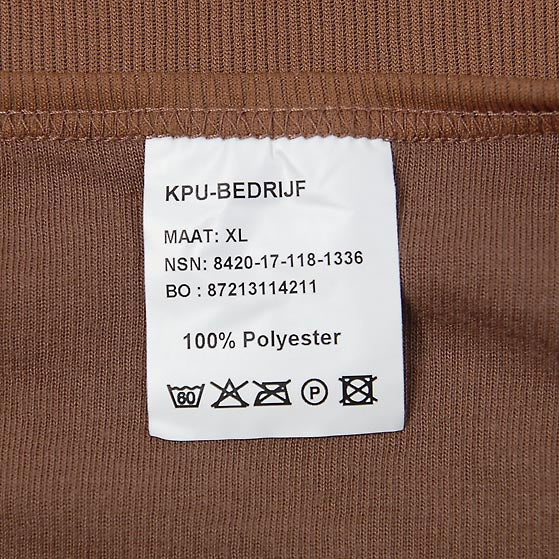 KPU-BEDRIJF
MAAT: XL
NSN: 8420-17-118-1336
BO : 87213114211
100% Polyester
60 P